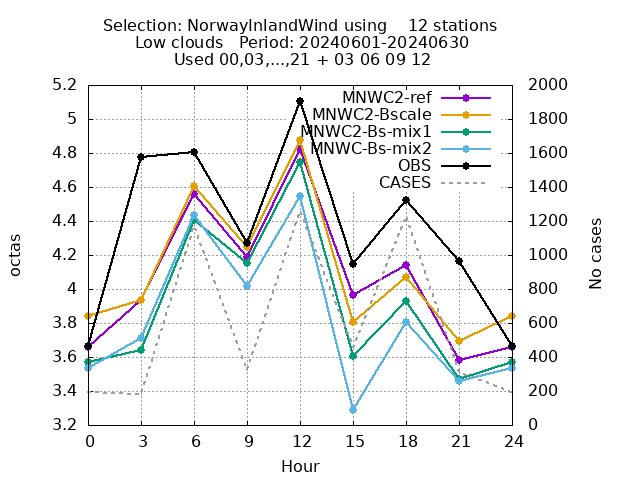 Selection: NorwayInlandWind using    12 stations
Low clouds   Period: 20240601-20240630
Used 00,03,...,21 + 03 06 09 12
5.2
5
4.8
4.6
4.4
4.2
4
3.8
3.6
3.4
3.2
octas
2000
1800
1600
1400
1200
1000
800
600
400
200
0
No cases
MNWC2-ref
MNWC2-Bscale
MNWC2-Bs-mix1
MNWC-Bs-mix2
OBS
CASES
0 3 6 9 12 15 18 21 24
Hour